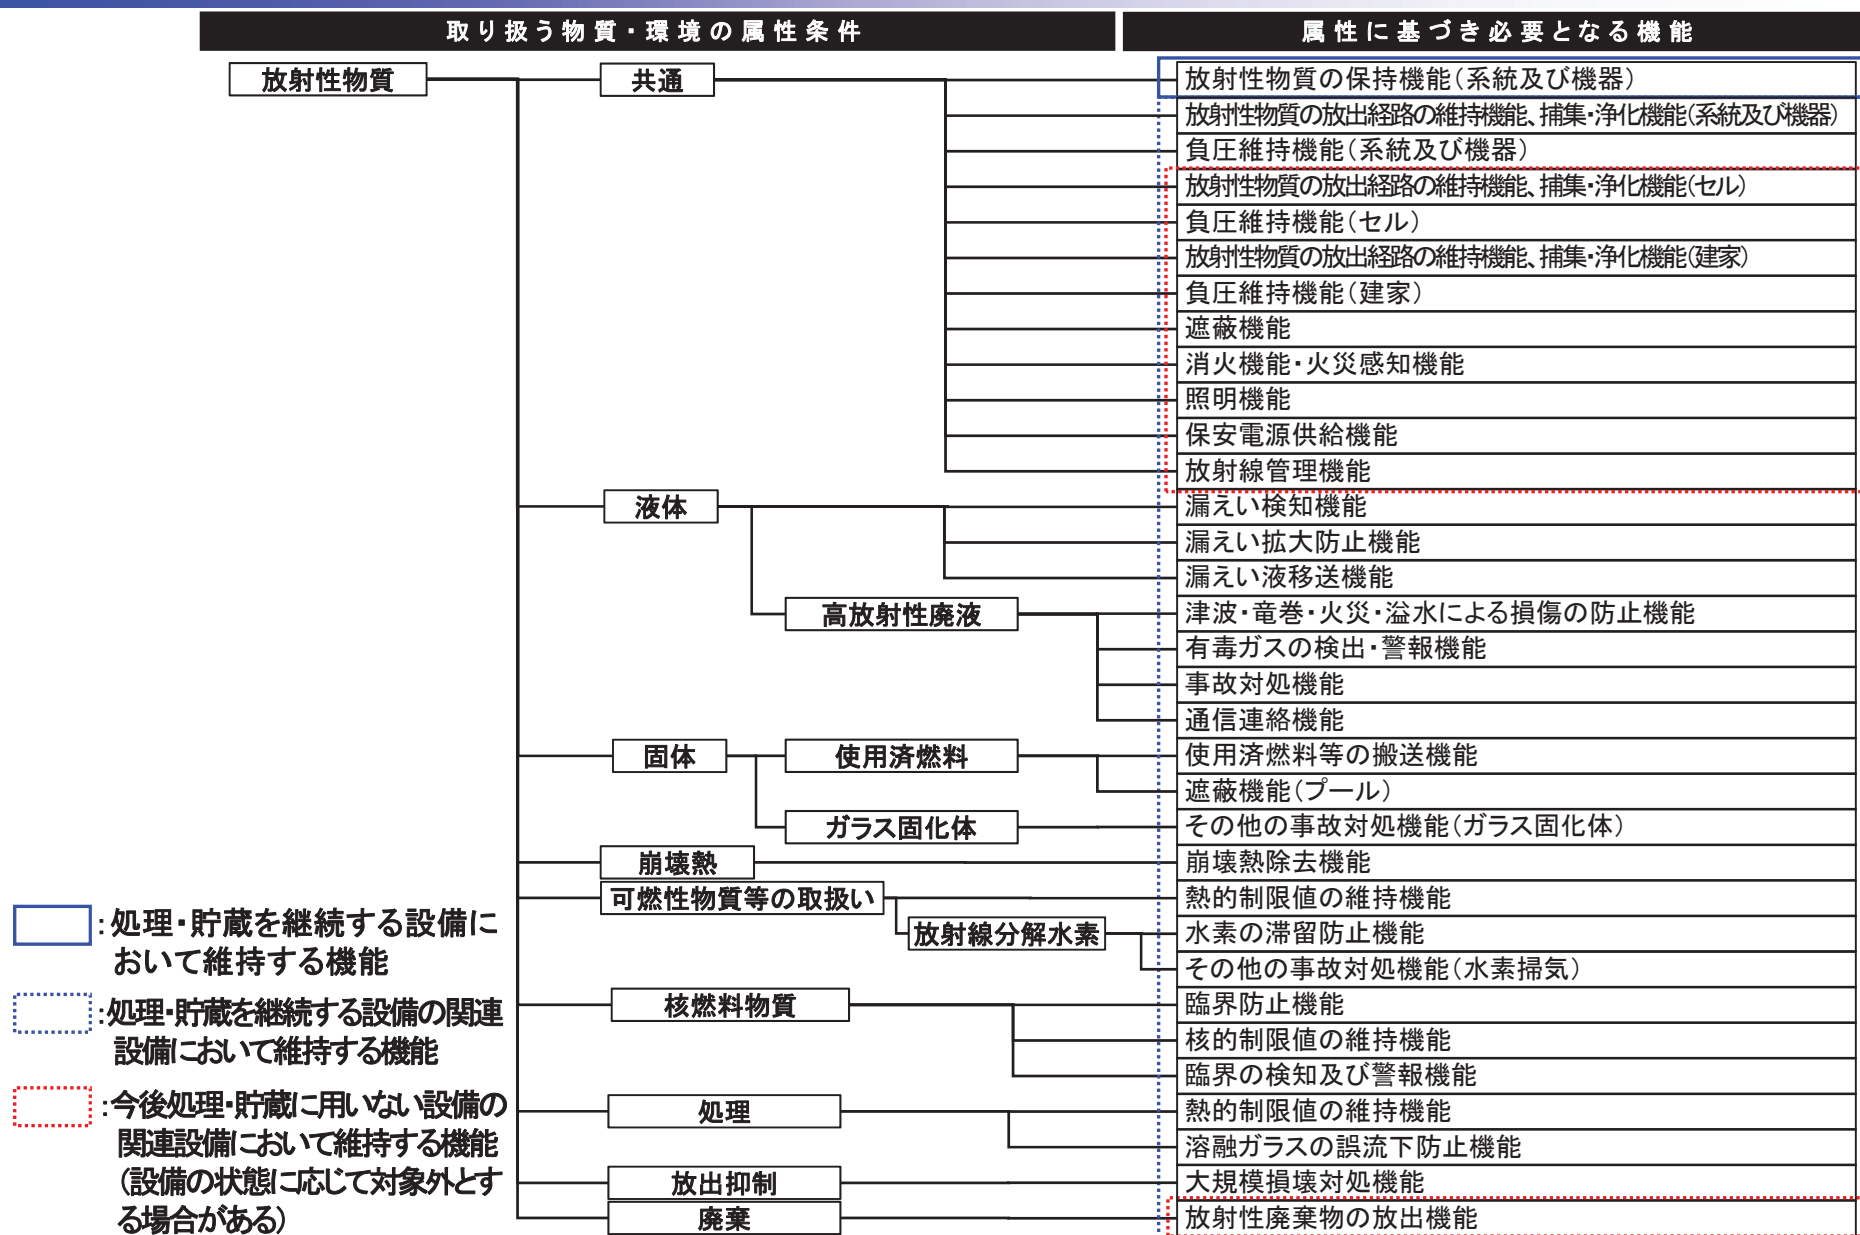 取り扱う物質・環境の属性条件
属性に基づき必要となる機能
放射性物質
共通
放射性物質の保持機能(系統及び機器)
放射性物質の放出経路の維持機能、捕集・浄化機能(系統及び機器)
負圧維持機能(系統及び機器)
放射性物質の放出経路の維持機能、捕集・浄化機能(セル)
負圧維持機能(セル)
放射性物質の放出経路の維持機能、捕集・浄化機能(建家)
負圧維持機能(建家)
遮蔽機能
消火機能・火災感知機能
照明機能
保安電源供給機能
放射線管理機能
液体
漏えい検知機能
漏えい拡大防止機能
漏えい液移送機能
高放射性廃液
津波・竜巻・火災・溢水による損傷の防止機能
有毒ガスの検出・警報機能
事故対処機能
通信連絡機能
固体
使用済燃料
使用済燃料等の搬送機能
遮蔽機能(プール)
ガラス固化体
その他の事故対処機能(ガラス固化体)
崩壊熱
崩壊熱除去機能
可燃性物質等の取扱い
熱的制限値の維持機能
放射線分解水素
水素の滞留防止機能
その他の事故対処機能(水素掃気)
核燃料物質
臨界防止機能
核的制限値の維持機能
臨界の検知及び警報機能
処理
熱的制限値の維持機能
溶融ガラスの誤流下防止機能
放出抑制
大規模損壊対処機能
廃棄
放射性廃棄物の放出機能
:処理・貯蔵を継続する設備に
おいて維持する機能
:処理・貯蔵を継続する設備の関連
設備において維持する機能
:今後処理・貯蔵に用いない設備の
関連設備において維持する機能
(設備の状態に応じて対象外とす
る場合がある)